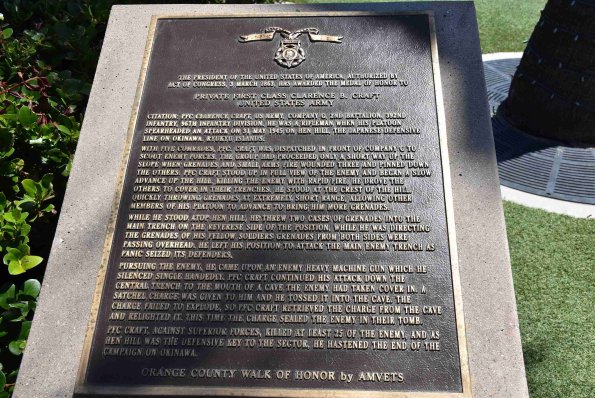 THE PRESIDENT OF THE UNITED STATES OF AMERICA, AUTHORIZED BY
ACT OF CONGRESS, 3 MARCH 1863, HAS AWARDED THE MEDAL OF HONOR TO
PRIVATE FIRST CLASS CLARENCE B. CRAFT
UNITED STATES ARMY
CITATION: PFC CLARENCE CRAFT, US ARMY, COMPANY G, 2ND BATTALION, 392ND
INFANTRY, 96TH INFANTRY DIVISION. HE WAS A RIFLEMAN, WHEN HIS PLATOON
SPEARHEADED AN ATTACK ON 31 MAY 1945 ON HEN HILL, THE JAPANESE DEFENSIVE
LINE ON OKINAWA, RYUKYU ISLANDS.
WITH FIVE COMRADES, PFC. CRAFT WAS DISPATCHED IN FRONT OF COMPANY G TO
SCOUT ENEMY FORCES. THE GROUP HAD PROCEEDED ONLY A SHORT WAY UP THE
SLOPE WHEN GRENADES AND SMALL ARMS FIRE WOUNDED THREE AND PINNED DOWN
THE OTHERS. PFC CRAFT STOOD UP IN FULL VIEW OF THE ENEMY AND BEGAN A SLOW
ADVANCE UP THE HILL, KILLING THE ENEMY WITH RAPID FIRE. HE DROVE THE
OTHERS TO COVER IN THEIR TRENCHES. HE STOOD AT THE CREST OF THE HILL
QUICKLY THROWING GRENADES AT EXTREMELY SHORT RANGE, ALLOWING OTHER
MEMBERS OF HIS PLATOON TO ADVANCE TO BRING HIM MORE GRENADES.
WHILE HE STOOD ATOP HEN HILL, HE THREW TWO CASES OF GRENADES INTO THE
MAIN TRENCH ON THE REVERSE SIDE OF THE POSITION, WHILE HE WAS DIRECTING
THE GRENADES OF HIS FELLOW SOLDIERS. GRENADES FROM BOTH SIDES WERE
PASSING OVERHEAD. HE LEFT HIS POSITION TO ATTACK THE MAIN ENEMY TRENCH AS
PANIC SEIZED ITS DEFENDERS.
PURSUING THE ENEMY, HE CAME UPON AN ENEMY HEAVY MACHINE GUN WHICH HE
SILENCED SINGLE HANDEDLY. PFC CRAFT CONTINUED HIS ATTACK DOWN THE
CENTRAL TRENCH TO THE MOUTH OF A CAVE THE ENEMY HAD TAKEN COVER IN. A
SATCHEL CHARGE WAS GIVEN TO HIM AND HE TOSSED IT INTO THE CAVE. THE
CHARGE FAILED TO EXPLODE, SO PFC CRAFT RETRIEVED THE CHARGE FROM THE CAVE
AND RELIGHTED IT. THIS TIME THE CHARGE SEALED THE ENEMY IN THEIR TOMB.
PFC CRAFT, AGAINST SUPERIOR FORCES, KILLED AT LEAST 25 OF THE ENEMY, AND AS
HEN HILL WAS THE DEFENSIVE KEY TO THE SECTOR, HE HASTENED THE END OF THE
CAMPAIGN ON OKINAWA.
ORANGE COUNTY WALK OF HONOR by AMVETS